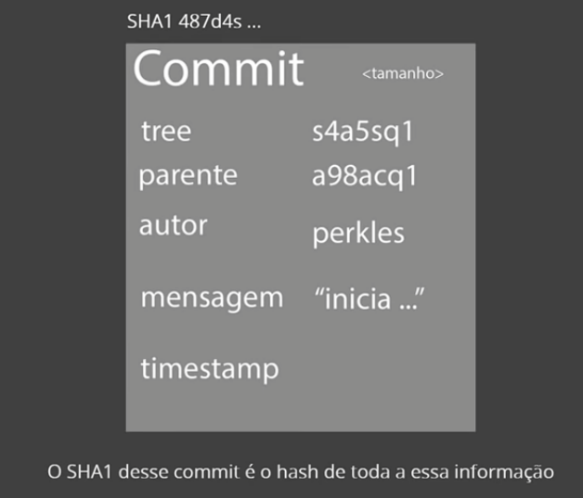 SHA1 487d4s ...
Commit <tamanho>
tree s4a5sq1
parente a98acq1
autor perkles
mensagem “inicia ...”
timestamp
O SHA1 desse commit é o hash de toda a essa informação